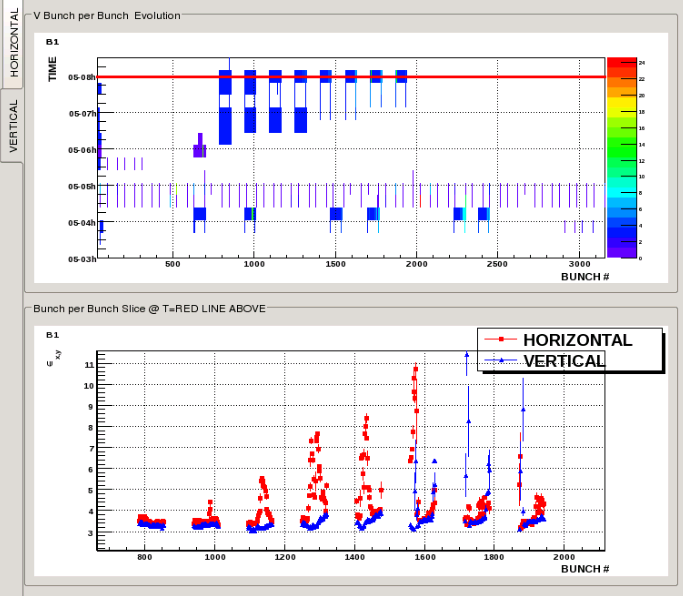 HORIZONTAL
VERTICAL
V Bunch per Bunch Evolution
B1
TIME
05-08h
05-07h
05-06h
05-05h
05-04h
05-03h
500
1000
1500
2000
2500
3000
BUNCH #
24
22
20
18
16
14
12
10
8
6
4
2
0
Bunch per Bunch Slice @ T=RED LINE ABOVE
B1
ϵ x,y
HORIZONTAL
VERTICAL
11
10
9
8
7
6
5
4
3
800
1000
1200
1400
1600
1800
2000
BUNCH #